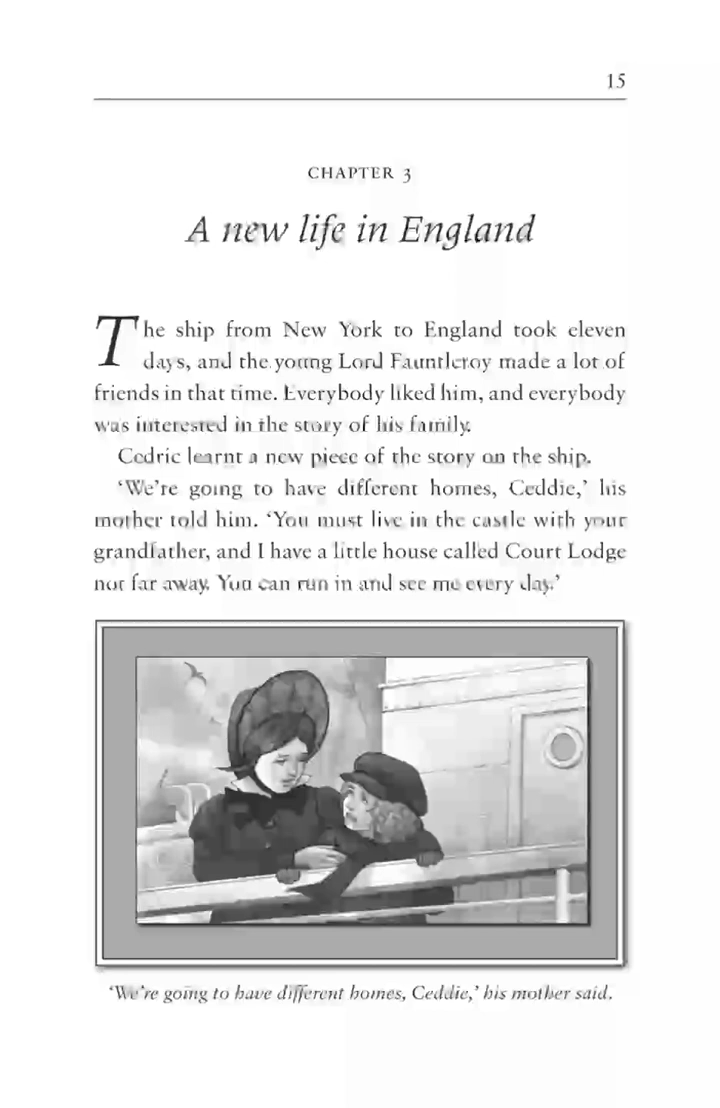 15
CHAPTER 3
A new life in England
The ship from New York to England took eleven
days, and the young Lord Fauntleroy made a lot of
friends in that time. Everybody liked him, and everybody
was interested in the story of his family.
Cedric learnt a new piece of the story on the ship.
‘We’re going to have different homes, Ceddie,’ his
mother told him. ‘You must live in the castle with your
grandfather, and I have a little house called Court Lodge
not far away. You can run in and see me every day.’
‘We’re going to have different homes, Ceddie,’ his mother said.